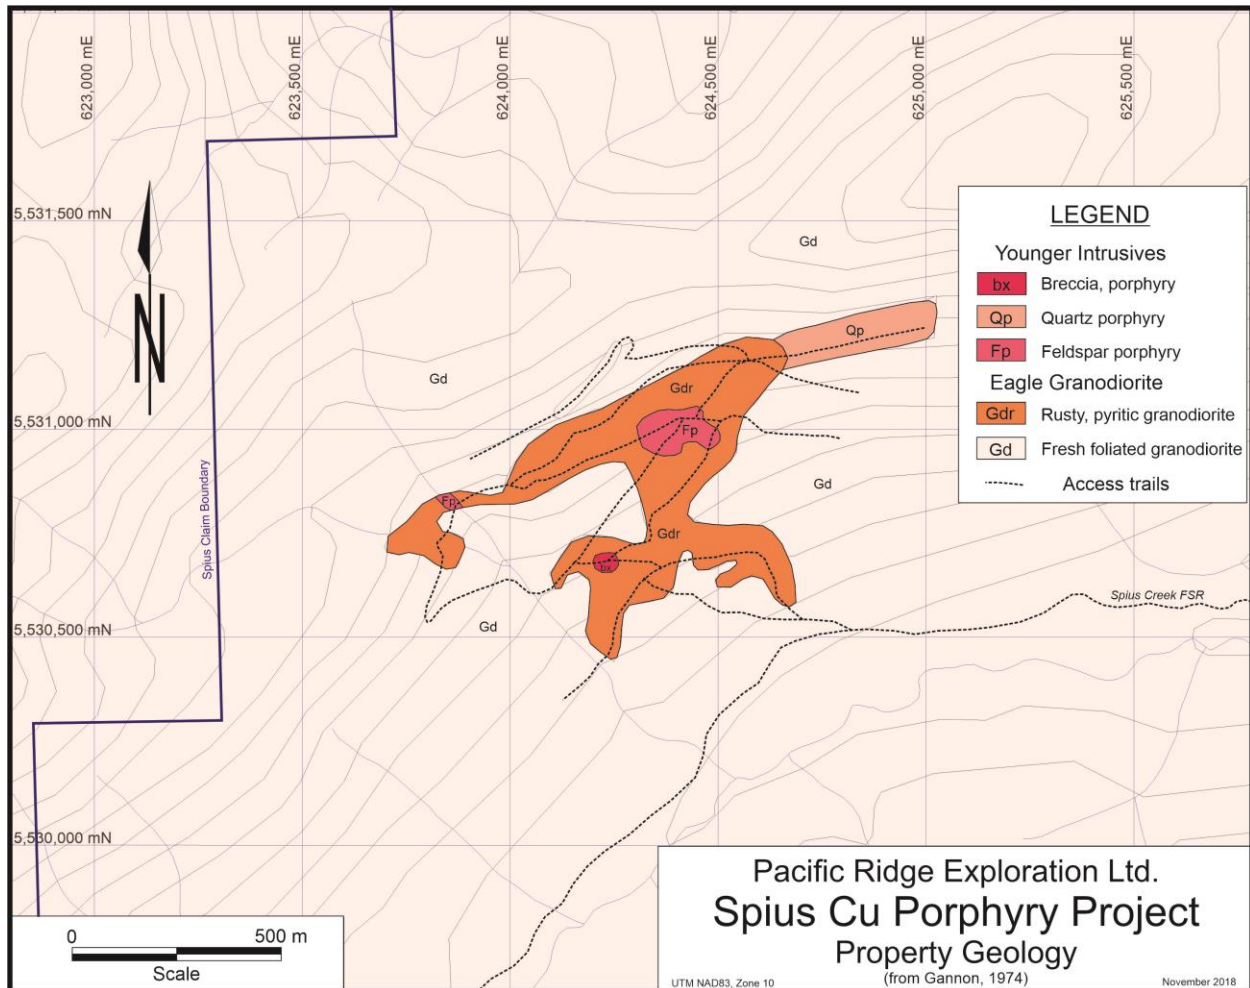 623,000 mE
623,500 mE
624,000 mE
624,500 mE
625,000 mE
625,500 mE
5,531,500 mN
5,531,000 mN
5,530,500 mN
5,530,000 mN
N
Spius Claim Boundary
Gd
Gd
Gd
Gd
Qp
Gdr
Fp
Fp
Gdr
bx
Spius Creek FSR
LEGEND
Younger Intrusives
bx Breccia, porphyry
Qp Quartz porphyry
Fp Feldspar porphyry
Eagle Granodiorite
Gdr Rusty, pyritic granodiorite
Gd Fresh foliated granodiorite
Access trails
0 500 m
Scale
Pacific Ridge Exploration Ltd.
Spius Cu Porphyry Project
Property Geology
(from Gannon, 1974)
UTM NAD83, Zone 10 November 2018